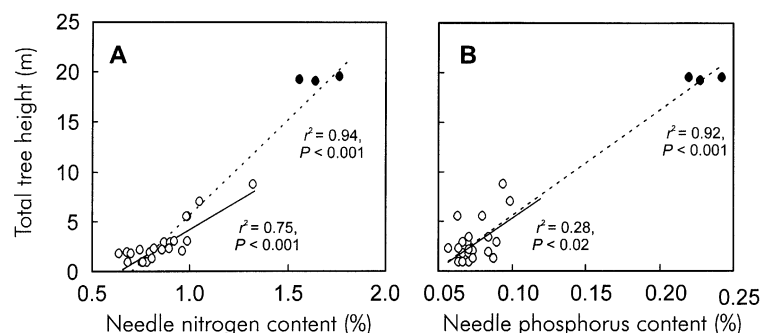 A
B
Total tree height (m)
25
20
15
10
5
0
r² = 0.94,
P < 0.001
r² = 0.75,
P < 0.001
r² = 0.92,
P < 0.001
r² = 0.28,
P < 0.02
0.5 1.0 1.5 2.0
0.05 0.10 0.20 0.25
Needle nitrogen content (%)
Needle phosphorus content (%)